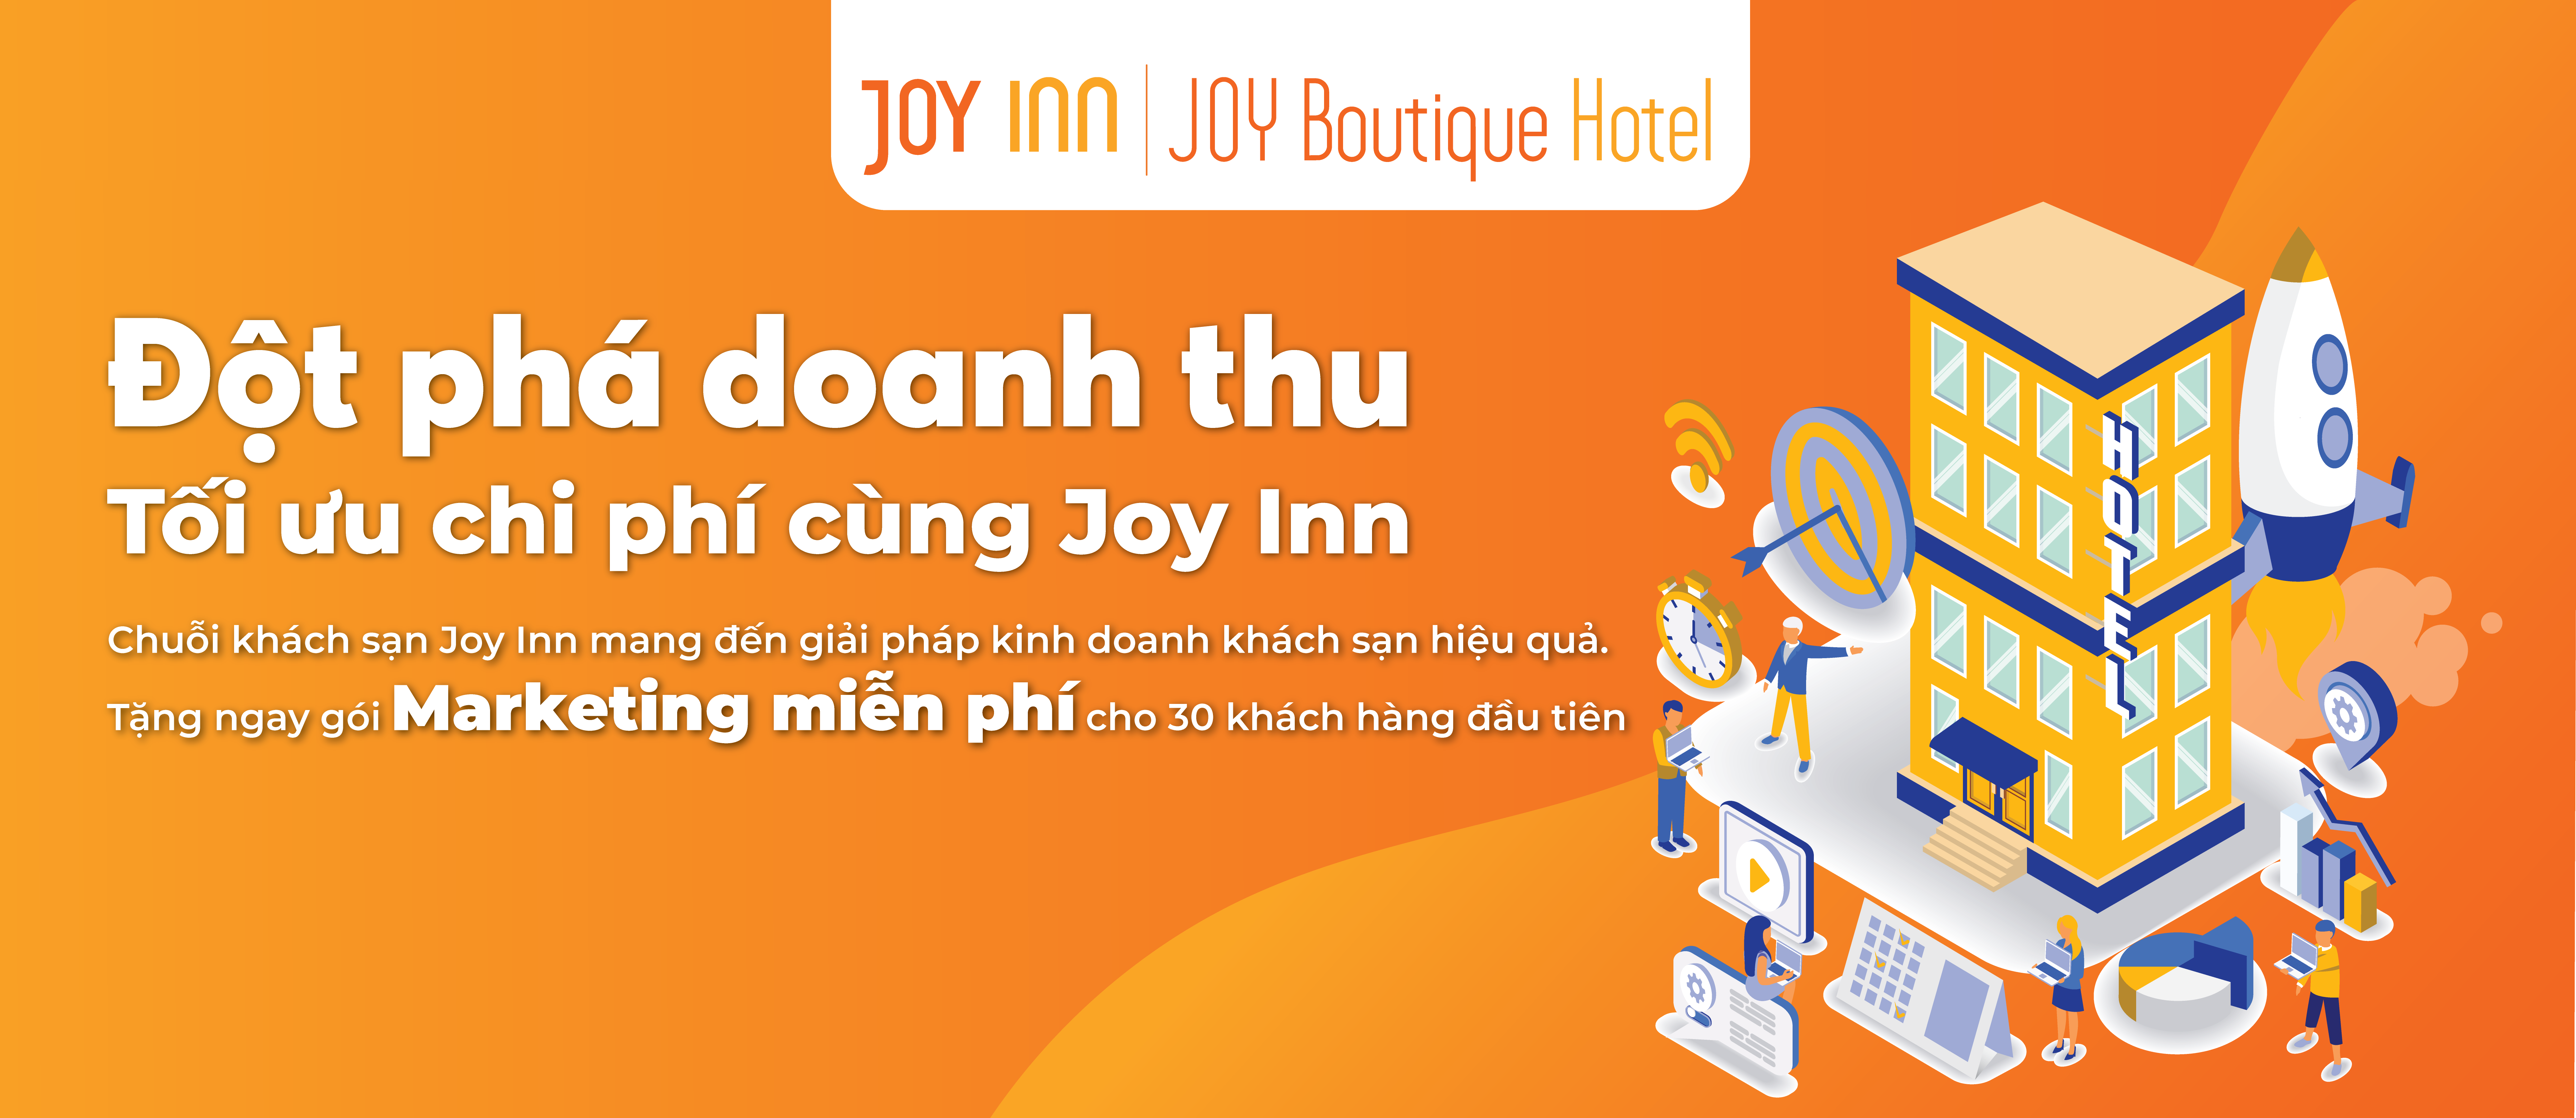 JOY INN | JOY Boutique Hotel
Đột phá doanh thu
Tối ưu chi phí cùng Joy Inn
Chuỗi khách sạn Joy Inn mang đến giải pháp kinh doanh khách sạn hiệu quả.
Tặng ngay gói Marketing miễn phí cho 30 khách hàng đầu tiên
HOTEL